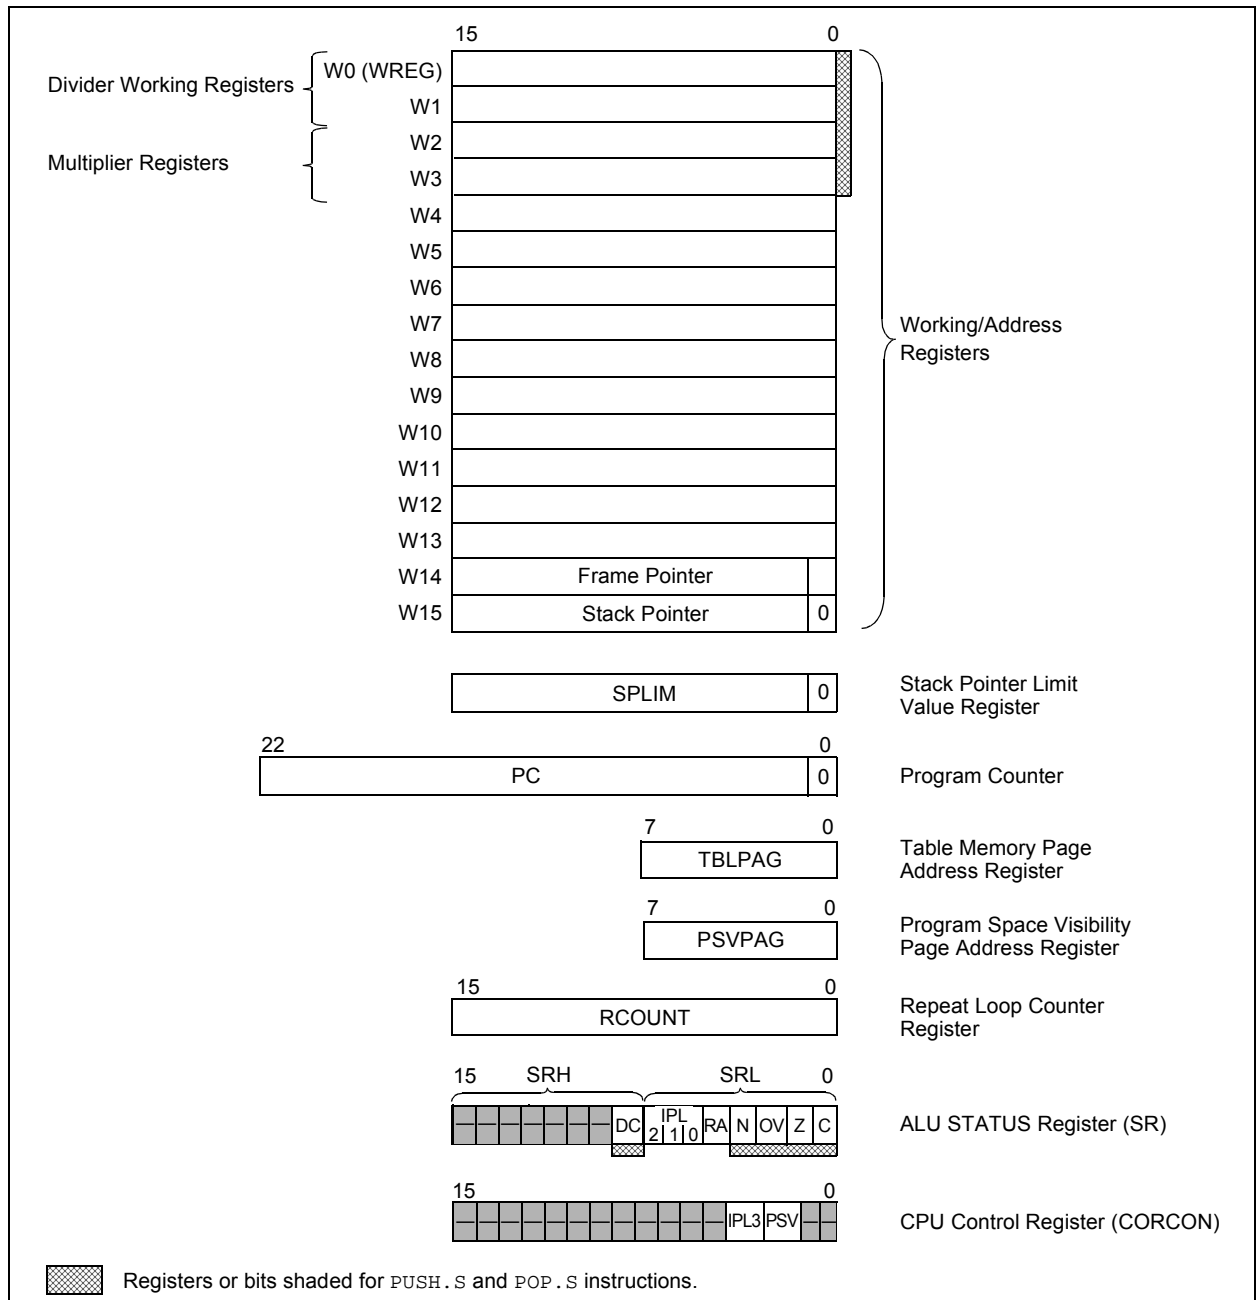 15 0
Divider Working Registers
Multiplier Registers
W0 (WREG)
W1
W2
W3
W4
W5
W6
W7
W8
W9
W10
W11
W12
W13
W14 Frame Pointer
W15 Stack Pointer 0
Working/Address
Registers
SPLIM 0
Stack Pointer Limit
Value Register
22 0
PC 0 Program Counter
7 0
TBLPAG
Table Memory Page
Address Register
7 0
PSVPAG
Program Space Visibility
Page Address Register
15 0
RCOUNT
Repeat Loop Counter
Register
15 SRH SRL 0
— — — — — — — DC IPL 2 1 0 RA N OV Z C ALU STATUS Register (SR)
15 0
— — — — — — — — — — — — IPL3 PSV — — CPU Control Register (CORCON)
Registers or bits shaded for PUSH.S and POP.S instructions.